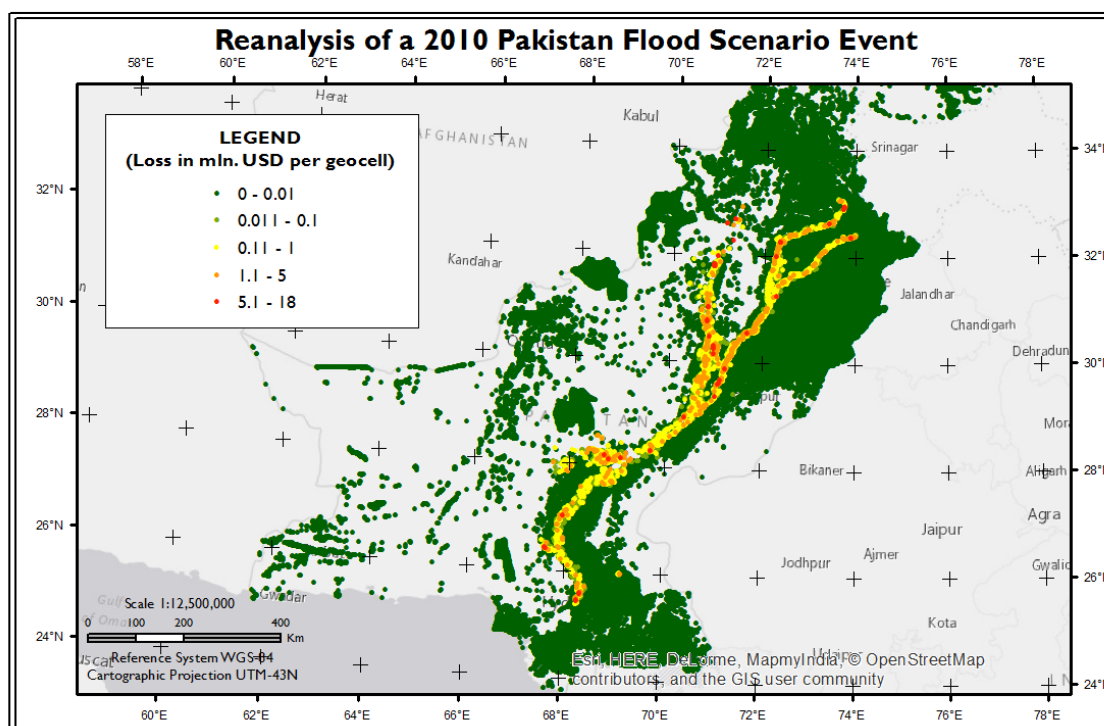 Reanalysis of a 2010 Pakistan Flood Scenario Event
58°E 60°E 62°E 64°E 66°E 68°E 70°E 72°E 74°E 76°E 78°E
Herat
Kabul
AFGHANISTAN
Srinagar
34°N
LEGEND
(Loss in mln. USD per geocell)
0 - 0.01
0.011 - 0.1
0.11 - 1
1.1 - 5
5.1 - 18
32°N
32°N
Kandahar
30°N
Jalandhar
Chandigarh
Dehradun
30°N
28°N
Bikaner
28°N
Aligarh
Agra
26°N
Jaipur
Ajmer
Jodhpur
26°N
Gwadar
Scale 1:12,500,000
0 100 200 400
Km
Kota
24°N
Reference System WGS-84
Cartographic Projection UTM-43N
Udaipur
Esri, HERE, DeLorme, MapmyIndia, © OpenStreetMap
contributors, and the GIS user community
24°N
60°E 62°E 64°E 66°E 68°E 70°E 72°E 74°E 76°E 78°E